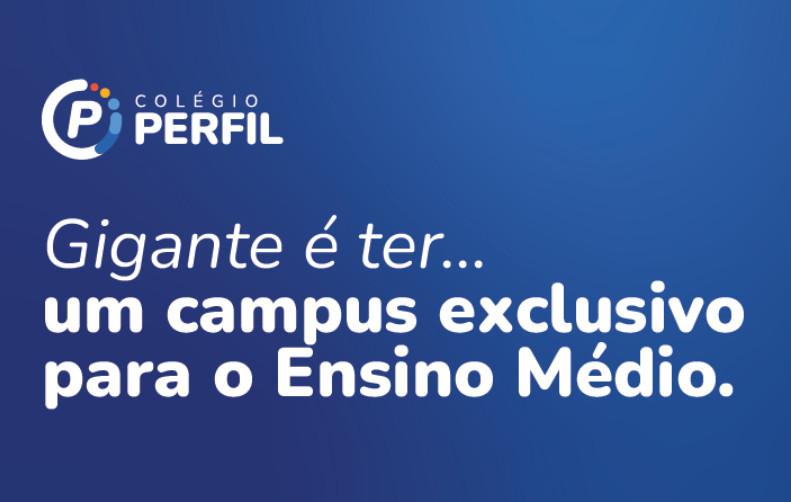 P
COLÉGIO
PERFIL
Gigante é ter...
um campus exclusivo
para o Ensino Médio.